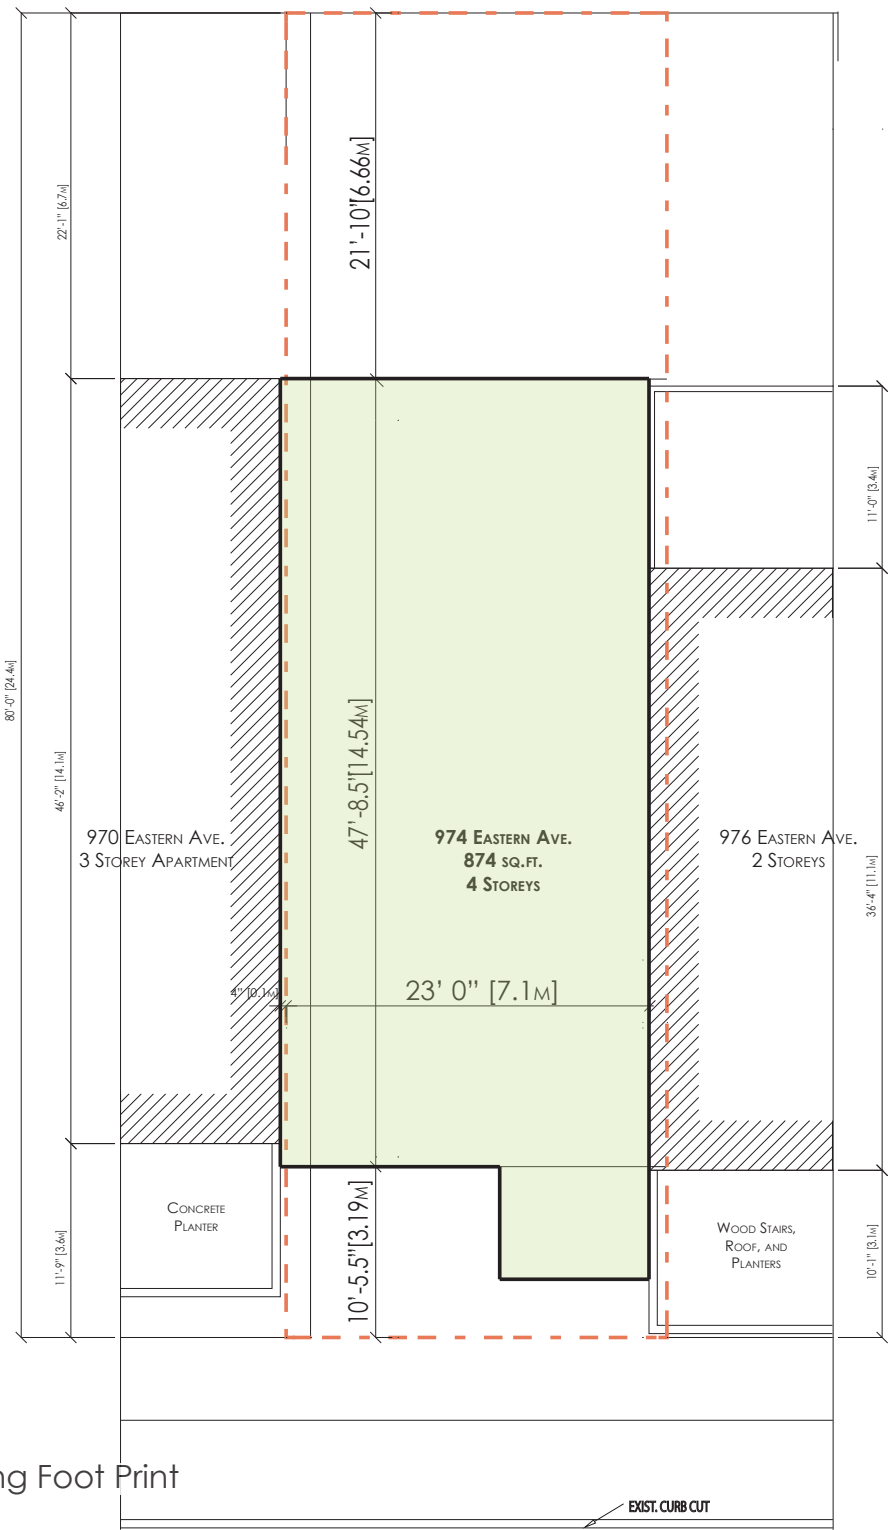 21'-10"[6.66M]
22'-1" [6.7M]
11'-0" [3.4M]
80'-0" [24.4M]
47'-8.5"[14.54M]
46'-2" [14.1M]
970 EASTERN AVE.
3 STOREY APARTMENT
974 EASTERN AVE.
874 SQ.FT.
4 STOREYS
976 EASTERN AVE.
2 STOREYS
36'-4" [11.1M]
4" [0.1M]
23' 0" [7.1M]
CONCRETE
PLANTER
10'-5.5"[3.19M]
WOOD STAIRS,
ROOF, AND
PLANTERS
11'-9" [3.6M]
10'-1" [3.1M]
ng Foot Print
EXIST. CURB CUT